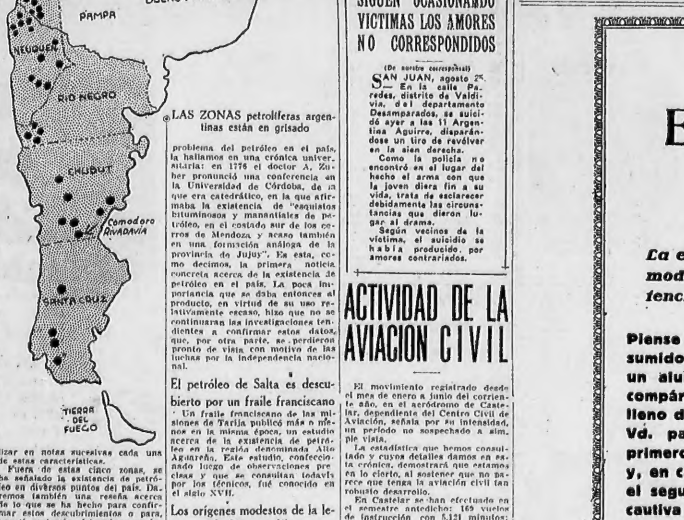 PAMPA
NEUQUEN
RIO NEGRO
CHUBUT
Comodoro
RIVADAVIA
SANTA CRUZ
TIERRA
DEL
FUEGO
lizar en notas sucesivas cada una
de estas características.
Fuera de estas cinco zonas, se
ha señalado la existencia de petró-
leo en diversos puntos del país. Da-
remos también una reseña acerca
de lo que se ha hecho para confir-
mar estos descubrimientos o para,
LAS ZONAS petrolíferas argen-
tinas están en grisado
problema del petróleo en el país,
la hallamos en una crónica univer-
sitaria: en 1776 el doctor A. Zu-
ber pronunció una conferencia en
la Universidad de Córdoba, de la
que era catedrático, en la que afir-
maba la existencia de "esquistos
bituminosos y manantiales de pe-
tróleo, en el costado sur de los ce-
rros de Mendoza y acaso también
en una formación análoga de la
provincia de Jujuy". Es esta, co-
mo decimos, la primera noticia
concreta acerca de la existencia de
petróleo en el país. La poca im-
portancia que se daba entonces al
producto, en virtud de su uso re-
lativamente escaso, hizo que no se
continuaran las investigaciones ten-
dientes a confirmar estos datos,
que, por otra parte, se perdieron
pronto de vista con motivo de las
luchas por la independencia nacio-
nal.
El petróleo de Salta es descu-
bierto por un fraile franciscano
Un fraile franciscano de las mi-
siones de Tarija publicó más o me-
nos en la misma época, un estudio
acerca de la existencia de petró-
leo en la región denominada Alto
Aguareña. Este estudio, confeccio-
nado luego de observaciones pre-
cisas y que se consultan todavía
por los técnicos, fué conocido en
el siglo XVII.
Los orígenes modestos de la le-
SIGUEN OCASIONANDO
VICTIMAS LOS AMORES
NO CORRESPONDIDOS
(De nuestro corresponsal)
SAN JUAN, agosto
— En la calle Pa-
redes, distrito de Valdi-
via, del departamento
Desamparados, se suici-
dó ayer a las 11 Argen-
tina Aguirre, disparán-
dose un tiro de revólver
en la sien derecha.
Como la policía no
encontró en el lugar del
hecho el arma con que
la joven diera fin a su
vida, trata de esclarecer
debidamente las circuns-
tancias que dieron lu-
gar al drama.
Según vecinos de la
víctima, el suicidio se
había producido, por
amores contrariados.
ACTIVIDAD DE LA
AVIACION CIVIL
El movimiento registrado desde
el mes de enero a junio del corrien-
te año, en el aeródromo de Caste-
lar, dependiente del Centro Civil de
Aviación, señala por su intensidad,
un período no sospechado a sim-
ple vista.
La estadística que hemos consul-
tado y cuyos detalles damos en es-
ta crónica, demostrará que estamos
en lo cierto, al sostener que no pa-
rece que tenga la aviación civil tan
robusto desarrollo.
En Castelar se han efectuado en
el semestre antedicho: 169 vuelos
de instrucción con 5.121 minutos;
E
La e
mod
tenc
Piense
sumido
un alu
compár
lleno d
Vd. pa
primero
y, en c
el segu
cautiva